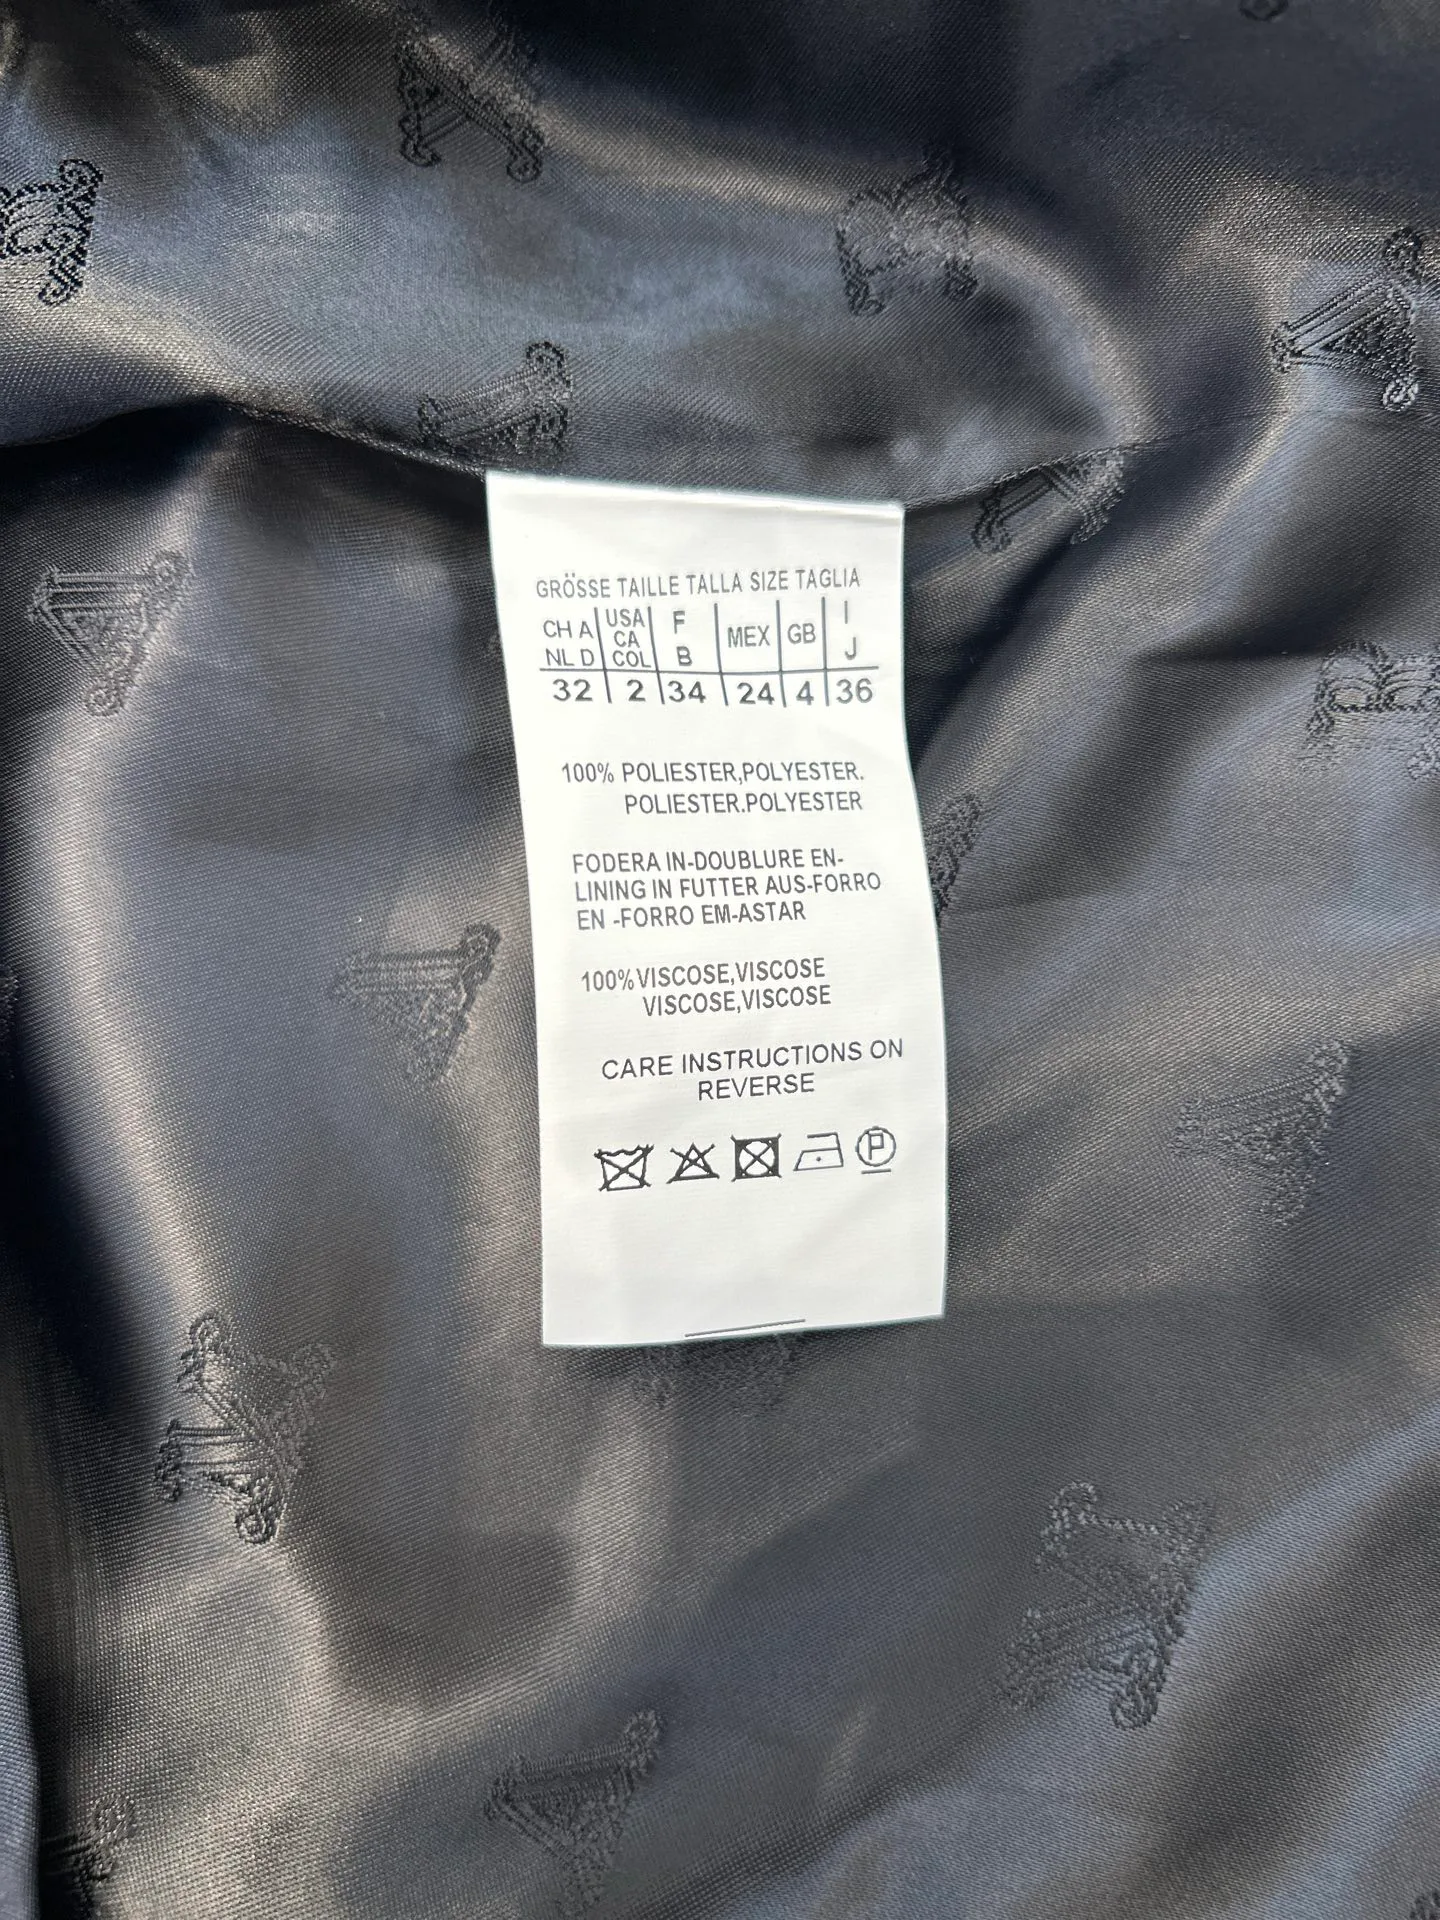 GRÖSSE TAILLE TALLA SIZE TAGLIA
CH A NL D | USA CA COL | F B | MEX | GB | I J
32 | 2 | 34 | 24 | 4 | 36
100% POLIESTER,POLYESTER.
POLIESTER.POLYESTER
FODERA IN-DOUBLURE EN-
LINING IN FUTTER AUS-FORRO
EN -FORRO EM-ASTAR
100%VISCOSE,VISCOSE
VISCOSE,VISCOSE
CARE INSTRUCTIONS ON
REVERSE
P